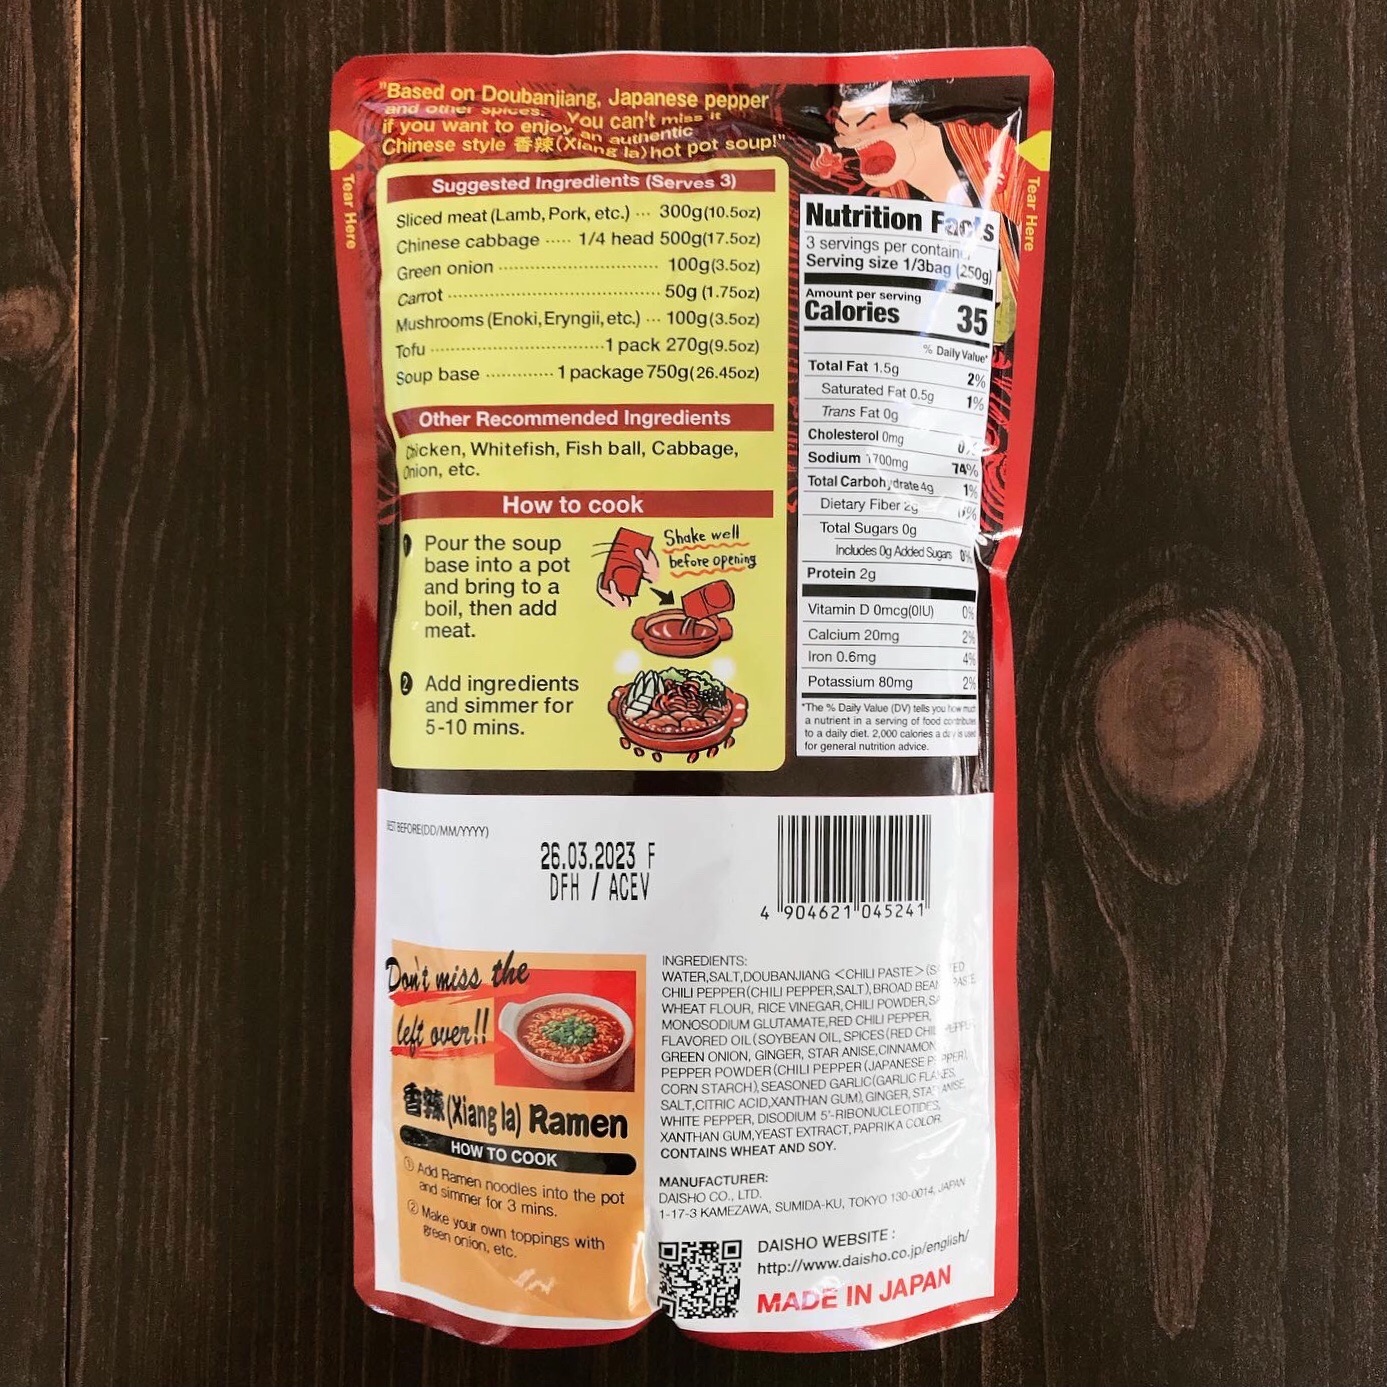 "Based on Doubanjiang, Japanese pepper
and other spices. You can't miss it
if you want to enjoy an authentic
Chinese style 香辣(Xiang la)hot pot soup!"
Tear Here
Tear Here
Suggested Ingredients (Serves 3)
Sliced meat (Lamb, Pork, etc.) ··· 300g(10.5oz)
Chinese cabbage ····· 1/4 head 500g(17.5oz)
Green onion ························· 100g(3.5oz)
Carrot ································· 50g (1.75oz)
Mushrooms (Enoki, Eryngii, etc.) ··· 100g(3.5oz)
Tofu ··························1 pack 270g(9.5oz)
Soup base ············ 1 package 750g(26.45oz)
Other Recommended Ingredients
Chicken, Whitefish, Fish ball, Cabbage,
Onion, etc.
How to cook
1 Pour the soup
base into a pot
and bring to a
boil, then add
meat.
Shake well
before opening
2 Add ingredients
and simmer for
5-10 mins.
Nutrition Facts
3 servings per container
Serving size 1/3bag (250g)
Amount per serving
Calories 35
% Daily Value*
Total Fat 1.5g 2%
Saturated Fat 0.5g 1%
Trans Fat 0g
Cholesterol 0mg 0%
Sodium 1700mg 74%
Total Carbohydrate 4g 1%
Dietary Fiber 2g
Total Sugars 0g
Includes 0g Added Sugars 0%
Protein 2g
Vitamin D 0mcg(0IU) 0%
Calcium 20mg 2%
Iron 0.6mg 4%
Potassium 80mg 2%
*The % Daily Value (DV) tells you how much
a nutrient in a serving of food contributes
to a daily diet. 2,000 calories a day is used
for general nutrition advice.
BEST BEFORE(DD/MM/YYYY)
26.03.2023 F
DFH / ACEV
4 904621 045241
Don't miss the
left over!!
香辣(Xiang la) Ramen
HOW TO COOK
① Add Ramen noodles into the pot
and simmer for 3 mins.
② Make your own toppings with
green onion, etc.
INGREDIENTS:
WATER,SALT,DOUBANJIANG <CHILI PASTE> (SALTED
CHILI PEPPER(CHILI PEPPER,SALT), BROAD BEAN PASTE,
WHEAT FLOUR, RICE VINEGAR, CHILI POWDER,
MONOSODIUM GLUTAMATE,RED CHILI PEPPER,
FLAVORED OIL (SOYBEAN OIL, SPICES (RED CHILI PEPPER,
GREEN ONION, GINGER, STAR ANISE,CINNAMON
PEPPER POWDER (CHILI PEPPER (JAPANESE PEPPER),
CORN STARCH), SEASONED GARLIC(GARLIC FLAKES,
SALT,CITRIC ACID,XANTHAN GUM), GINGER, STAR ANISE,
WHITE PEPPER, DISODIUM 5'-RIBONUCLEOTIDES,
XANTHAN GUM,YEAST EXTRACT, PAPRIKA COLOR
CONTAINS WHEAT AND SOY.
MANUFACTURER:
DAISHO CO., LTD.
1-17-3 KAMEZAWA, SUMIDA-KU, TOKYO 130-0014, JAPAN
DAISHO WEBSITE :
http://www.daisho.co.jp/english/
MADE IN JAPAN